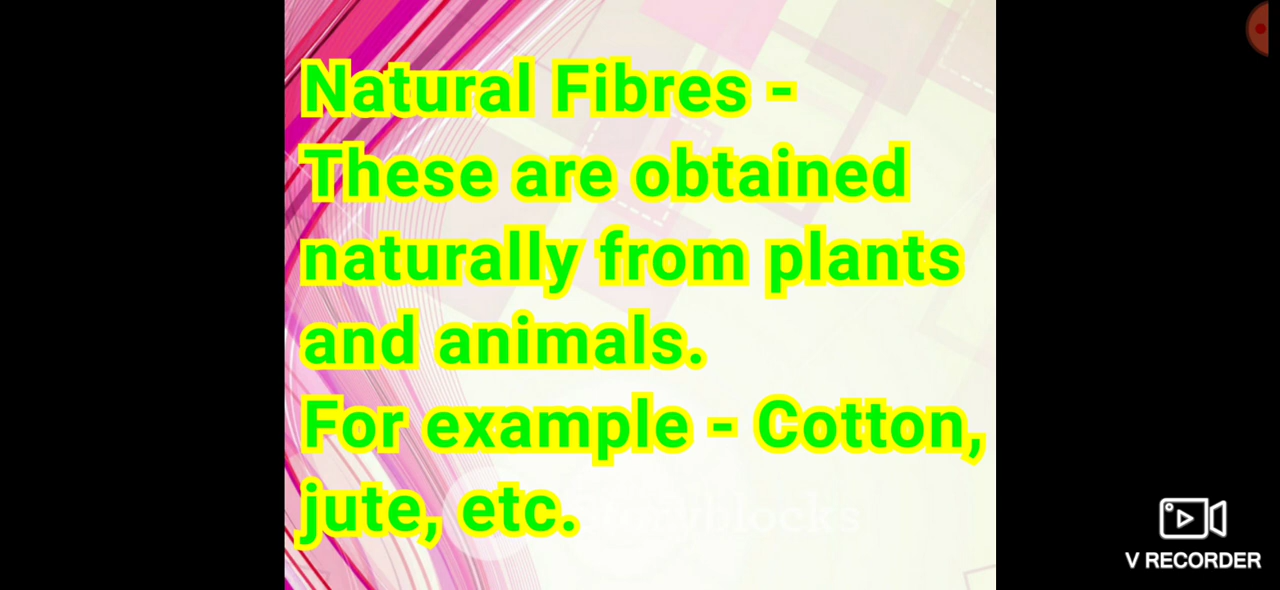 Natural Fibres -
These are obtained
naturally from plants
and animals.
For example - Cotton,
jute, etc.
V RECORDER